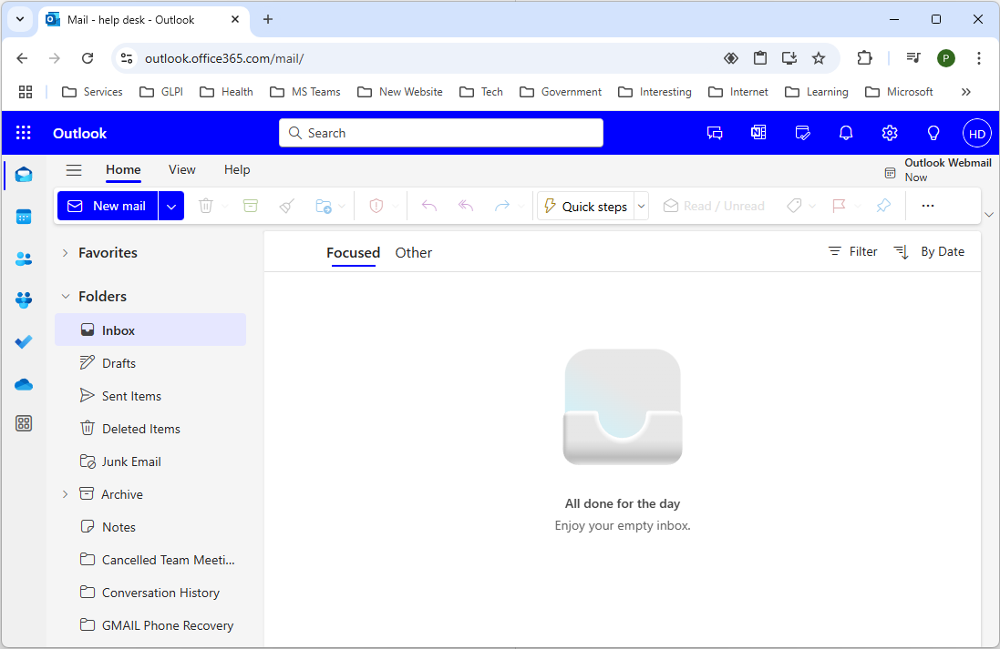 Mail - help desk - Outlook
outlook.office365.com/mail/
P
Services GLPI Health MS Teams New Website Tech Government Interesting Internet Learning Microsoft
Outlook
Search
HD
Home View Help
Outlook Webmail
Now
New mail
Quick steps
Read / Unread
Favorites
Focused Other
Filter
By Date
Folders
Inbox
Drafts
Sent Items
Deleted Items
Junk Email
Archive
Notes
Cancelled Team Meeti...
Conversation History
GMAIL Phone Recovery
All done for the day
Enjoy your empty inbox.